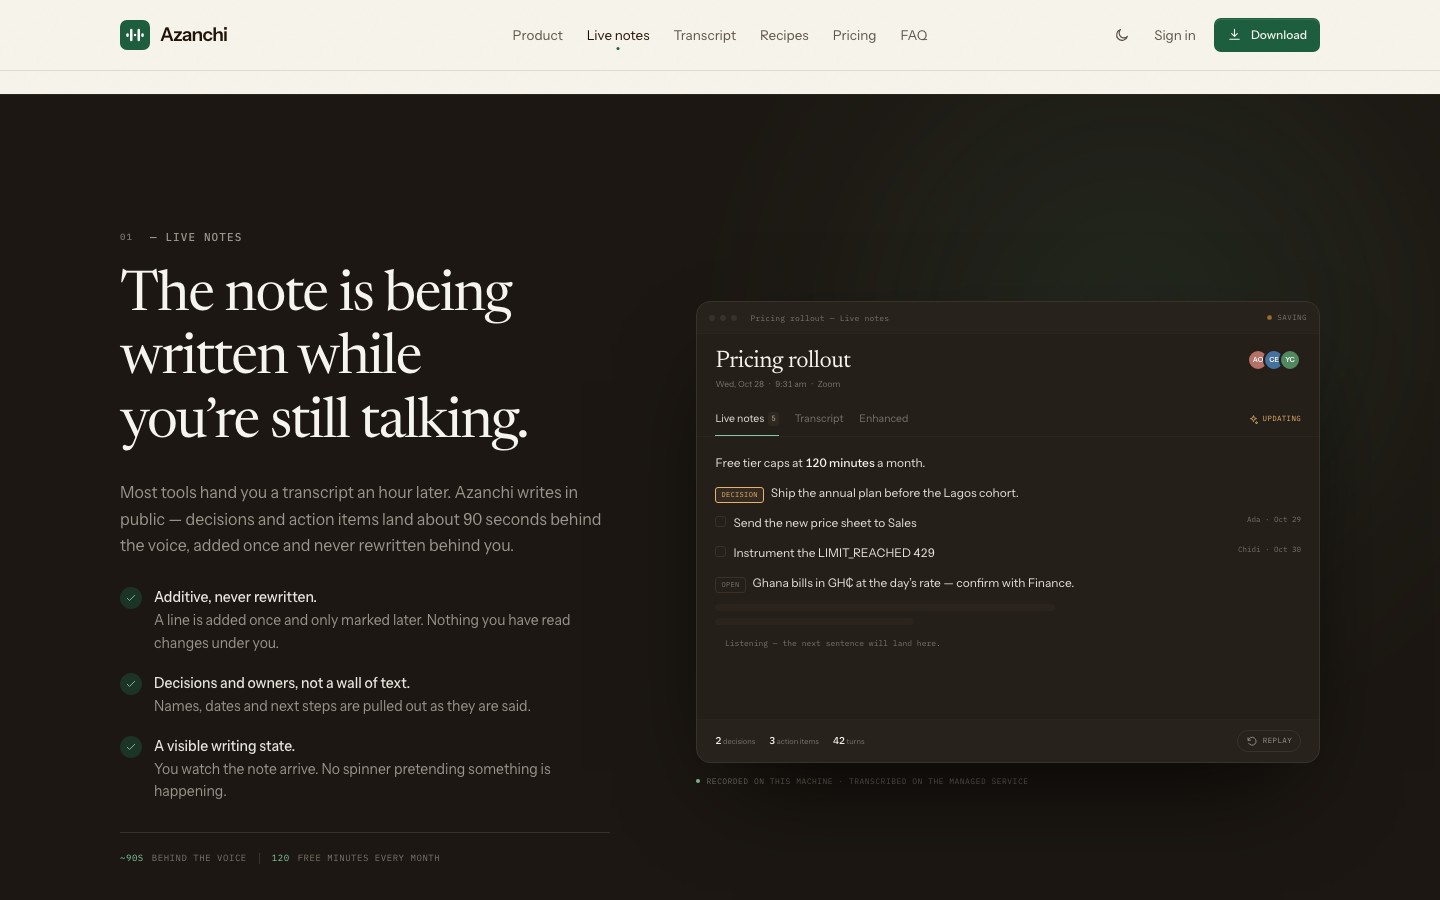 Azanchi
Product Live notes Transcript Recipes Pricing FAQ
Sign in Download
01 — LIVE NOTES
The note is being
written while
you’re still talking.
Most tools hand you a transcript an hour later. Azanchi writes in
public — decisions and action items land about 90 seconds behind
the voice, added once and never rewritten behind you.
Additive, never rewritten.
A line is added once and only marked later. Nothing you have read
changes under you.
Decisions and owners, not a wall of text.
Names, dates and next steps are pulled out as they are said.
A visible writing state.
You watch the note arrive. No spinner pretending something is
happening.
~90S BEHIND THE VOICE 120 FREE MINUTES EVERY MONTH
Pricing rollout — Live notes SAVING
Pricing rollout AO CE YC
Wed, Oct 28 · 9:31 am · Zoom
Live notes 5 Transcript Enhanced UPDATING
Free tier caps at 120 minutes a month.
DECISION Ship the annual plan before the Lagos cohort.
Send the new price sheet to Sales Ada · Oct 29
Instrument the LIMIT_REACHED 429 Chidi · Oct 30
OPEN Ghana bills in GH₵ at the day’s rate — confirm with Finance.
Listening — the next sentence will land here.
2 decisions 3 action items 42 turns REPLAY
RECORDED ON THIS MACHINE · TRANSCRIBED ON THE MANAGED SERVICE